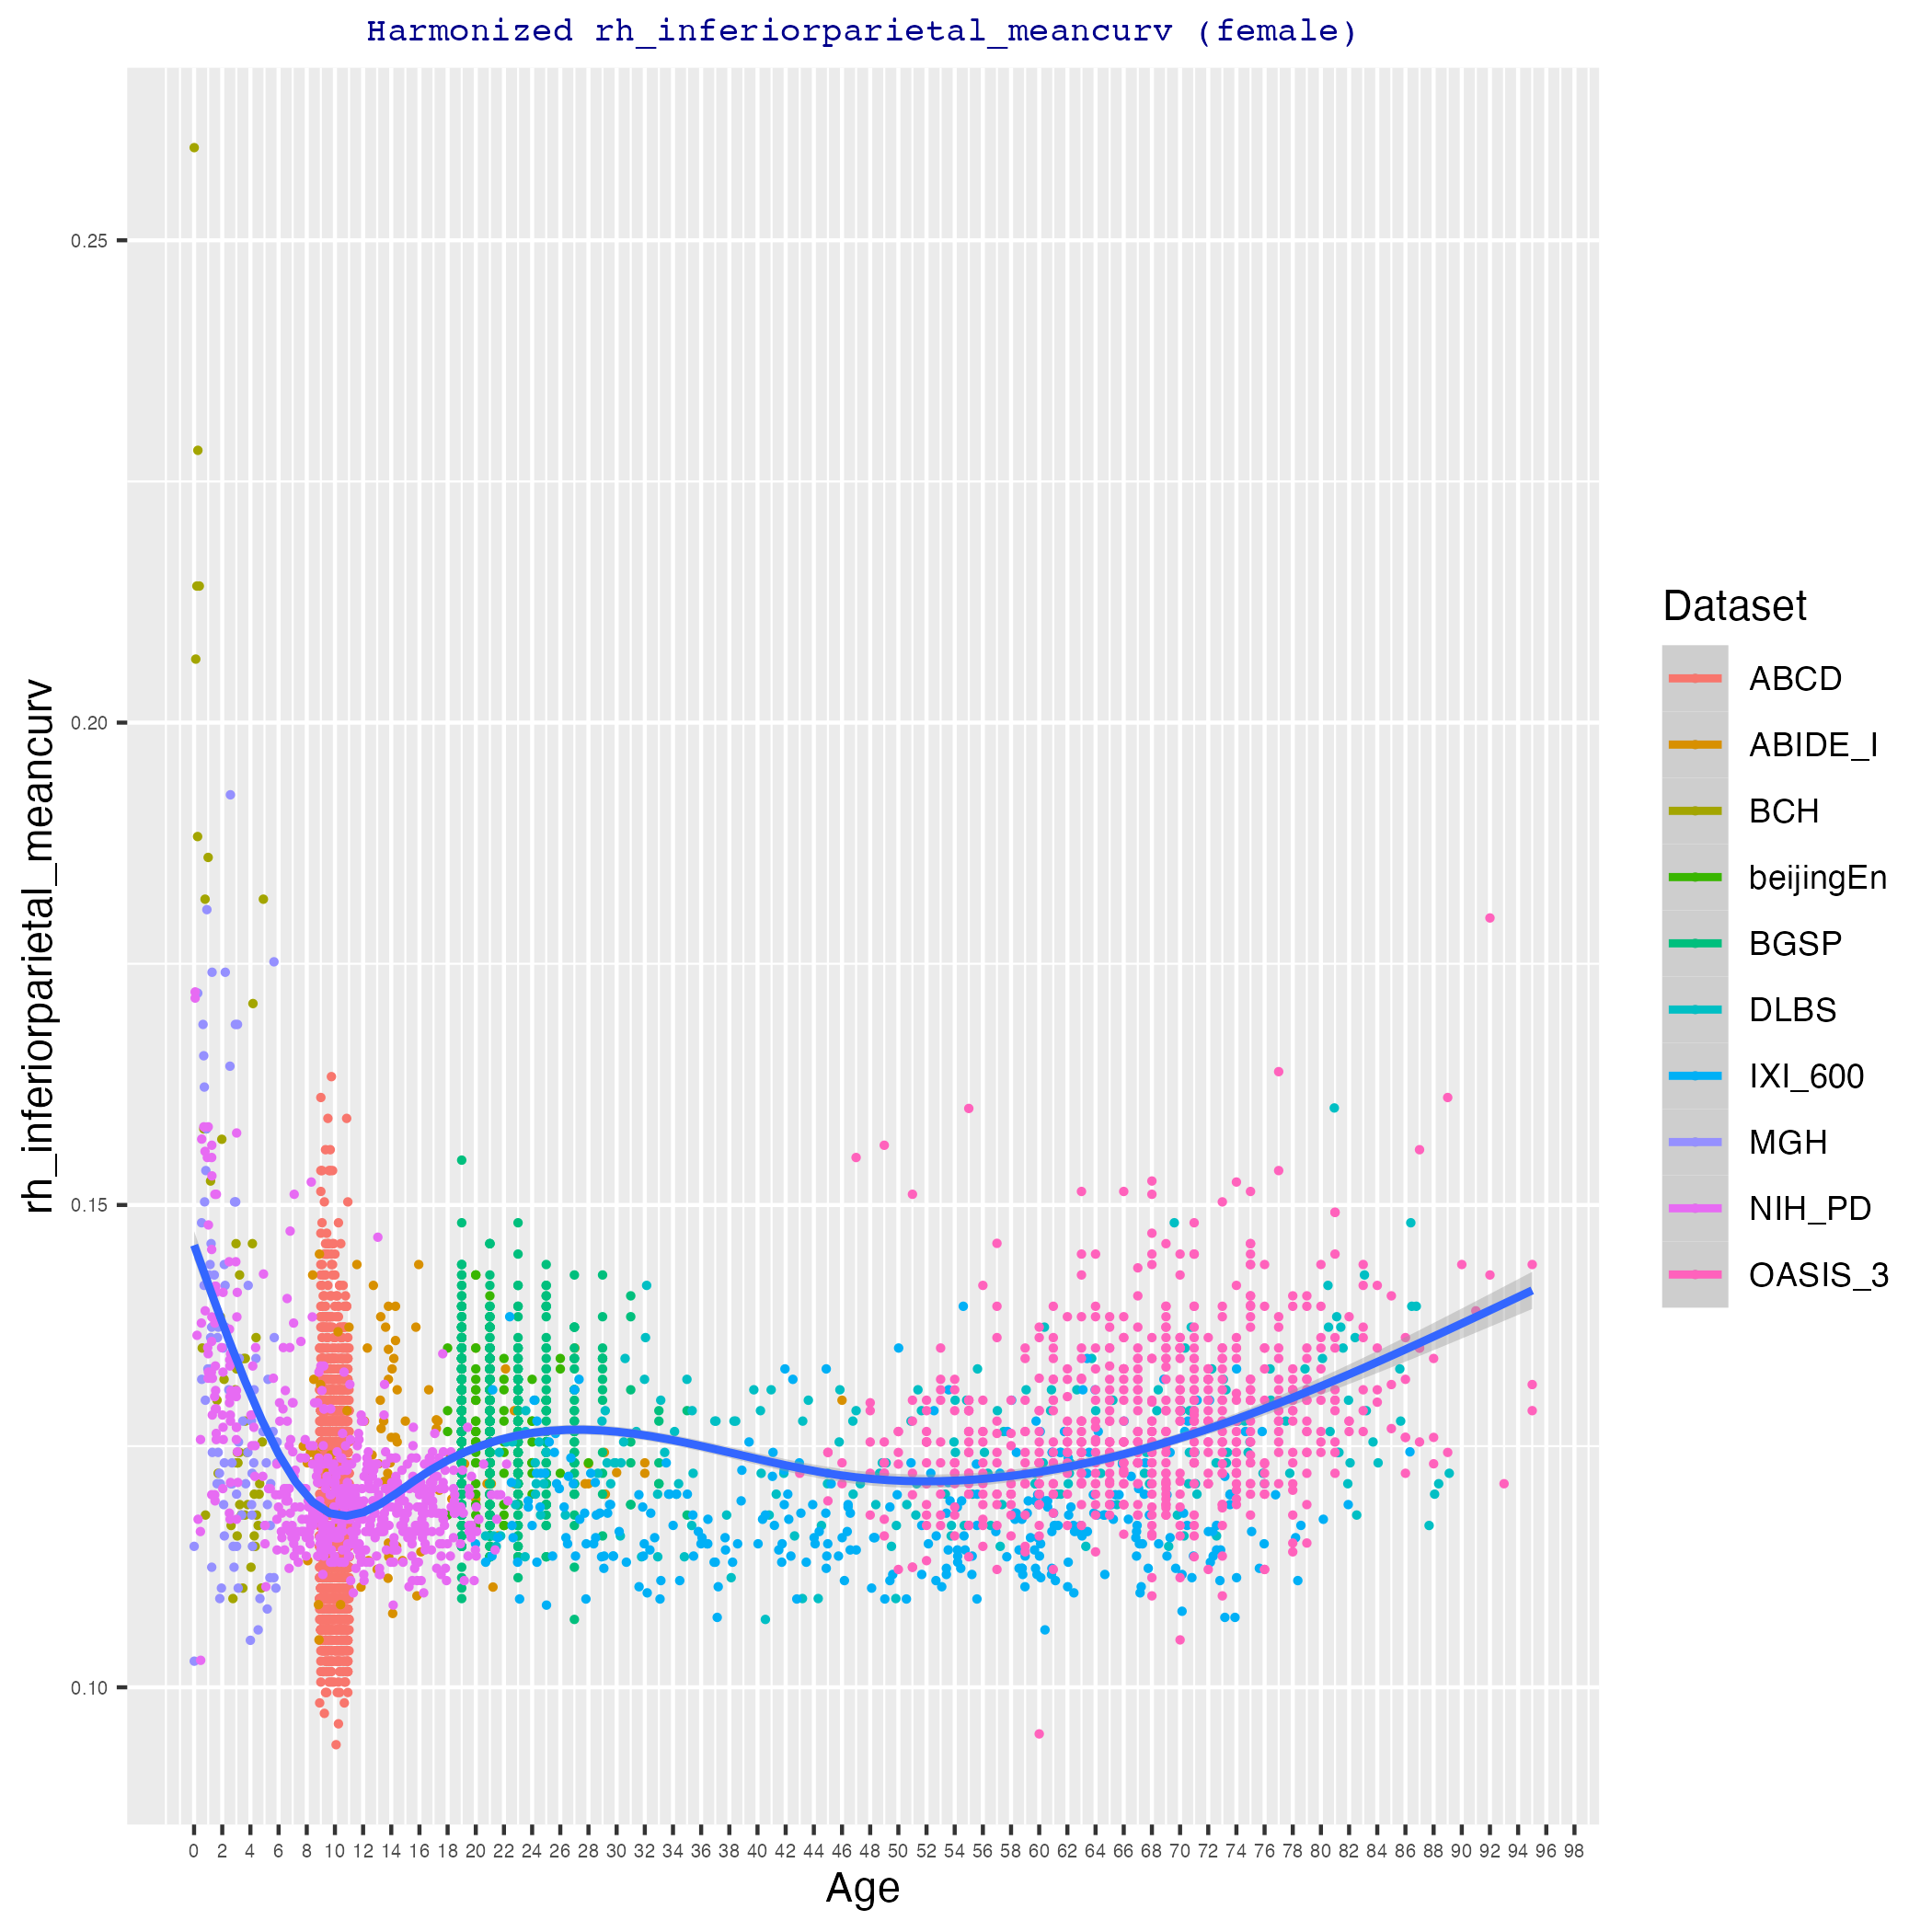 Harmonized rh_inferiorparietal_meancurv (female)
rh_inferiorparietal_meancurv
0.25
0.20
0.15
0.10
0 2 4 6 8 10 12 14 16 18 20 22 24 26 28 30 32 34 36 38 40 42 44 46 48 50 52 54 56 58 60 62 64 66 68 70 72 74 76 78 80 82 84 86 88 90 92 94 96 98
Age
Dataset
ABCD
ABIDE_I
BCH
beijingEn
BGSP
DLBS
IXI_600
MGH
NIH_PD
OASIS_3